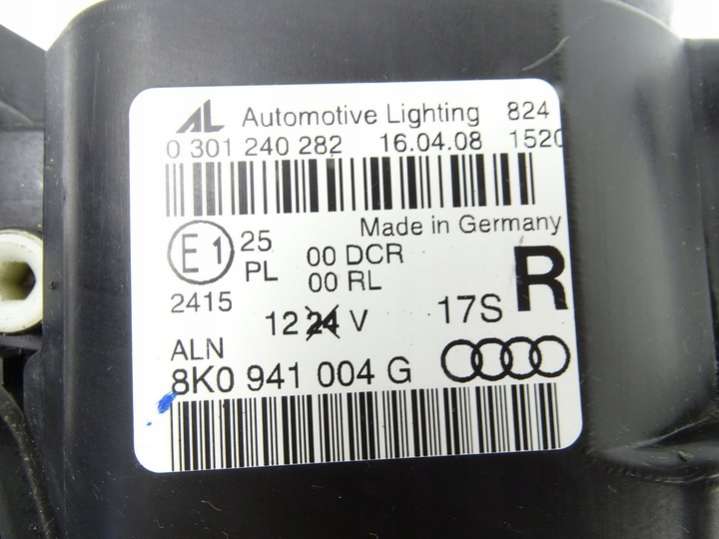 AL Automotive Lighting 824
0 301 240 282 16.04.08 1520
Made in Germany
E1 25 00 DCR
PL 00 RL
2415
12 24 V 17S R
ALN
8K0 941 004 G